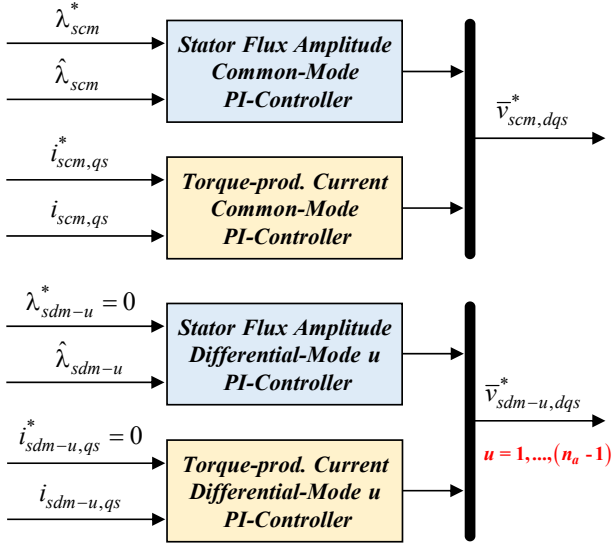 λ*scm
Stator Flux Amplitude
Common-Mode
PI-Controller
λ̂scm
v̅*scm,dqs
i*scm,qs
Torque-prod. Current
Common-Mode
PI-Controller
iscm,qs
λ*sdm−u = 0
Stator Flux Amplitude
Differential-Mode u
PI-Controller
λ̂sdm−u
v̅*sdm−u,dqs
i*sdm−u,qs = 0
u = 1,...,(na -1)
Torque-prod. Current
Differential-Mode u
PI-Controller
isdm−u,qs